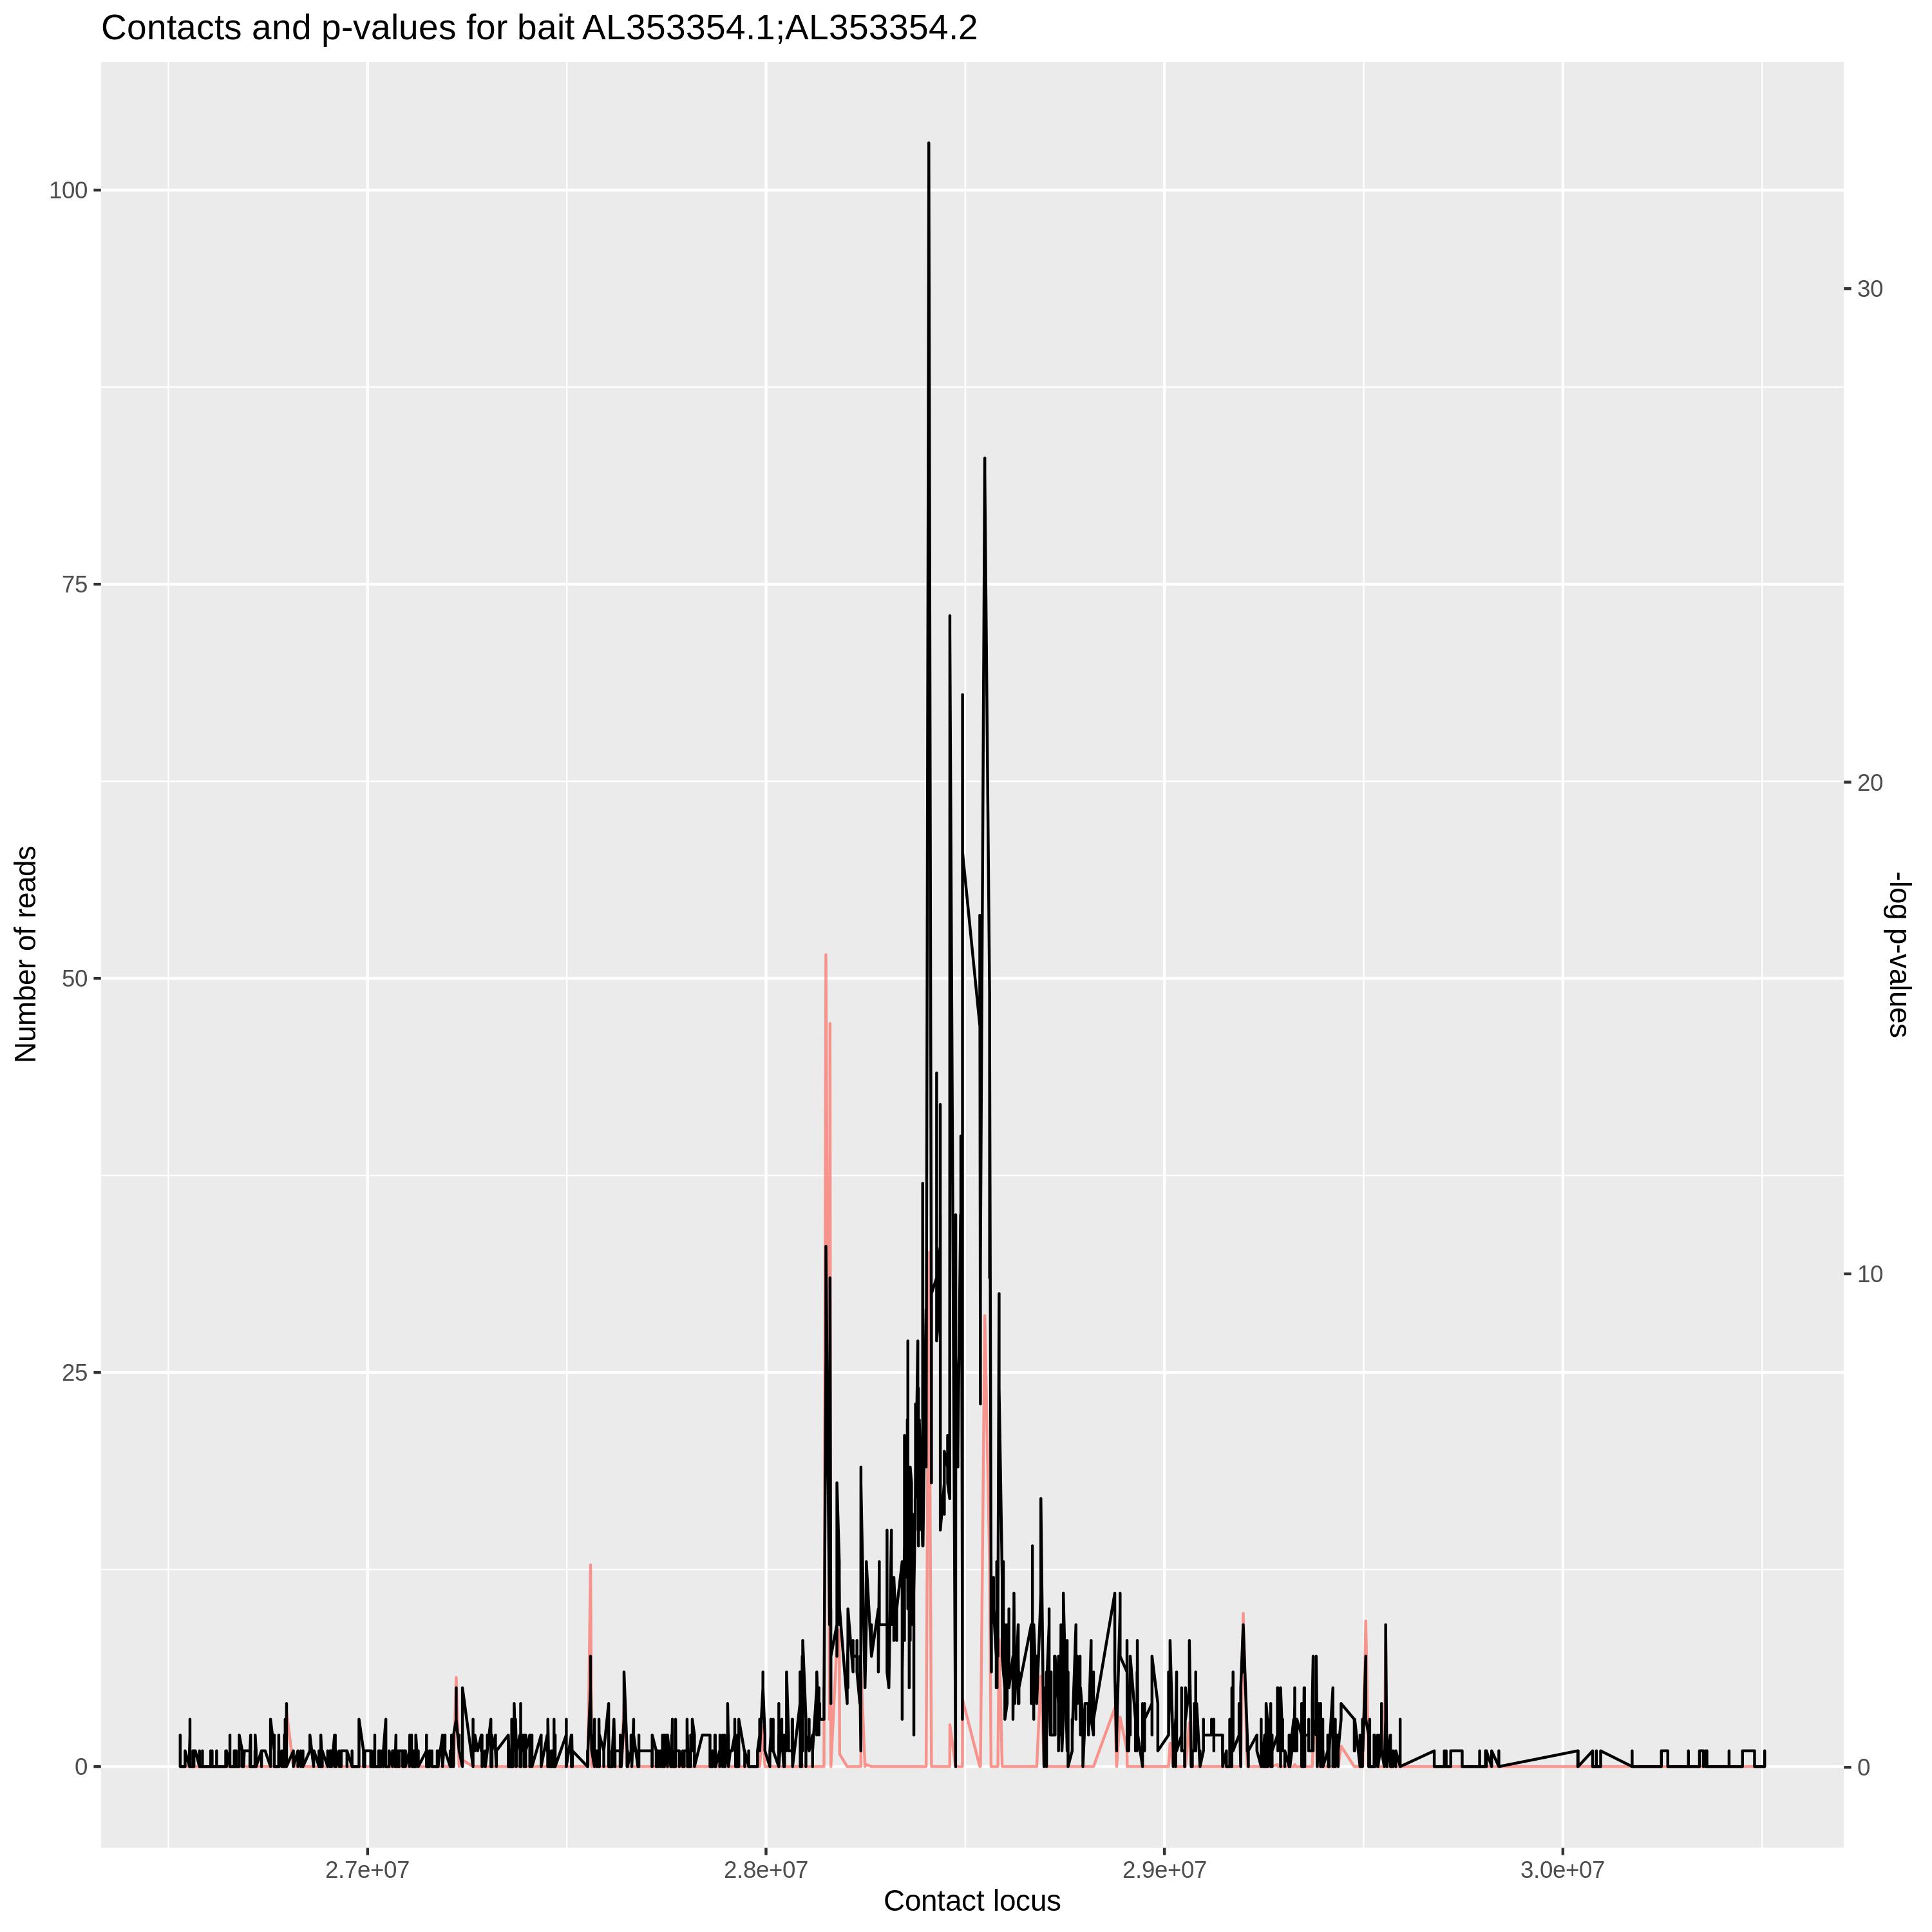 Contacts and p-values for bait AL353354.1;AL353354.2
Number of reads
100
75
50
25
0
30
20
10
0
-log p-values
2.7e+07
2.8e+07
2.9e+07
3.0e+07
Contact locus